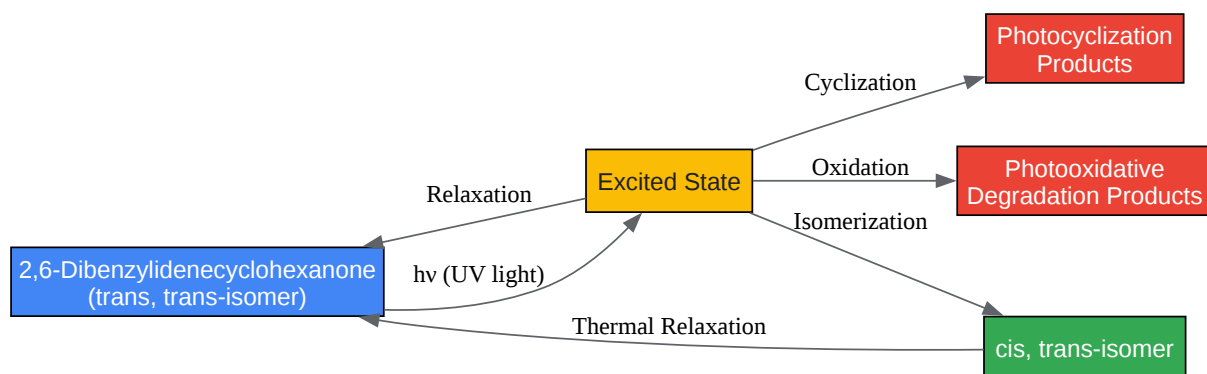 Photocyclization
Products
Cyclization
Excited State
Oxidation
Photooxidative
Degradation Products
Relaxation
Isomerization
2,6-Dibenzylidenecyclohexanone
(trans, trans-isomer)
hν (UV light)
Thermal Relaxation
cis, trans-isomer